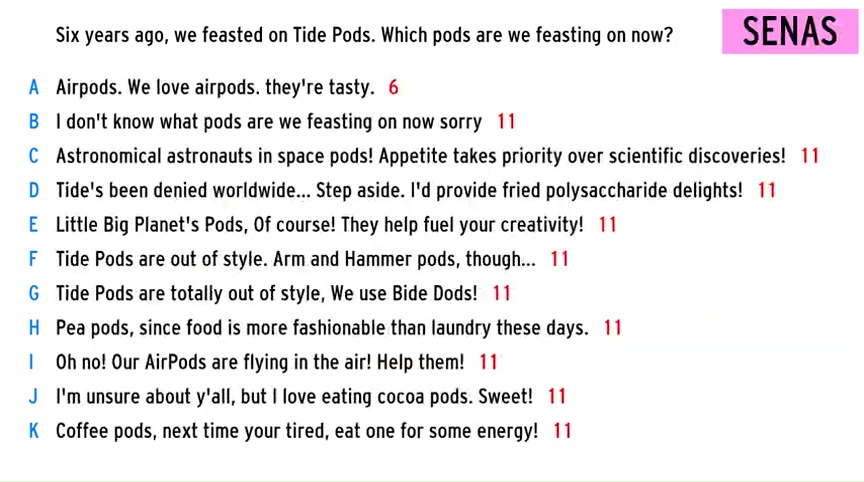 Six years ago, we feasted on Tide Pods. Which pods are we feasting on now?
SENAS
A Airpods. We love airpods. they're tasty. 6
B I don't know what pods are we feasting on now sorry 11
C Astronomical astronauts in space pods! Appetite takes priority over scientific discoveries! 11
D Tide's been denied worldwide... Step aside. I'd provide fried polysaccharide delights! 11
E Little Big Planet's Pods, Of course! They help fuel your creativity! 11
F Tide Pods are out of style. Arm and Hammer pods, though... 11
G Tide Pods are totally out of style, We use Bide Dods! 11
H Pea pods, since food is more fashionable than laundry these days. 11
I Oh no! Our AirPods are flying in the air! Help them! 11
J I'm unsure about y'all, but I love eating cocoa pods. Sweet! 11
K Coffee pods, next time your tired, eat one for some energy! 11